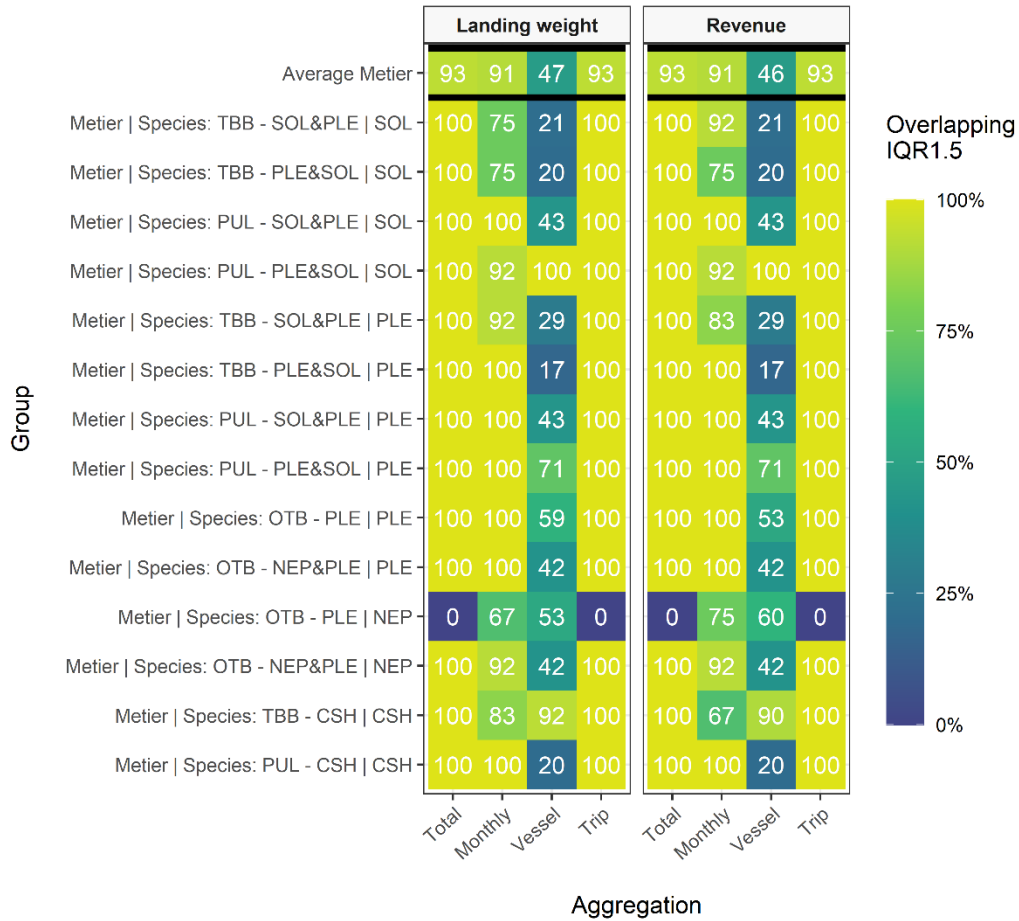 Landing weight Revenue
Average Metier 93 91 47 93 93 91 46 93
Metier | Species: TBB - SOL&PLE | SOL 100 75 21 100 100 92 21 100
Metier | Species: TBB - PLE&SOL | SOL 100 75 20 100 100 75 20 100
Metier | Species: PUL - SOL&PLE | SOL 100 100 43 100 100 100 43 100
Metier | Species: PUL - PLE&SOL | SOL 100 92 100 100 100 92 100 100
Metier | Species: TBB - SOL&PLE | PLE 100 92 29 100 100 83 29 100
Metier | Species: TBB - PLE&SOL | PLE 100 100 17 100 100 100 17 100
Metier | Species: PUL - SOL&PLE | PLE 100 100 43 100 100 100 43 100
Metier | Species: PUL - PLE&SOL | PLE 100 100 71 100 100 100 71 100
Metier | Species: OTB - PLE | PLE 100 100 59 100 100 100 53 100
Metier | Species: OTB - NEP&PLE | PLE 100 100 42 100 100 100 42 100
Metier | Species: OTB - PLE | NEP 0 67 53 0 0 75 60 0
Metier | Species: OTB - NEP&PLE | NEP 100 92 42 100 100 92 42 100
Metier | Species: TBB - CSH | CSH 100 83 92 100 100 67 90 100
Metier | Species: PUL - CSH | CSH 100 100 20 100 100 100 20 100
Total Monthly Vessel Trip Total Monthly Vessel Trip
Aggregation
Group
Overlapping
IQR1.5
100%
75%
50%
25%
0%